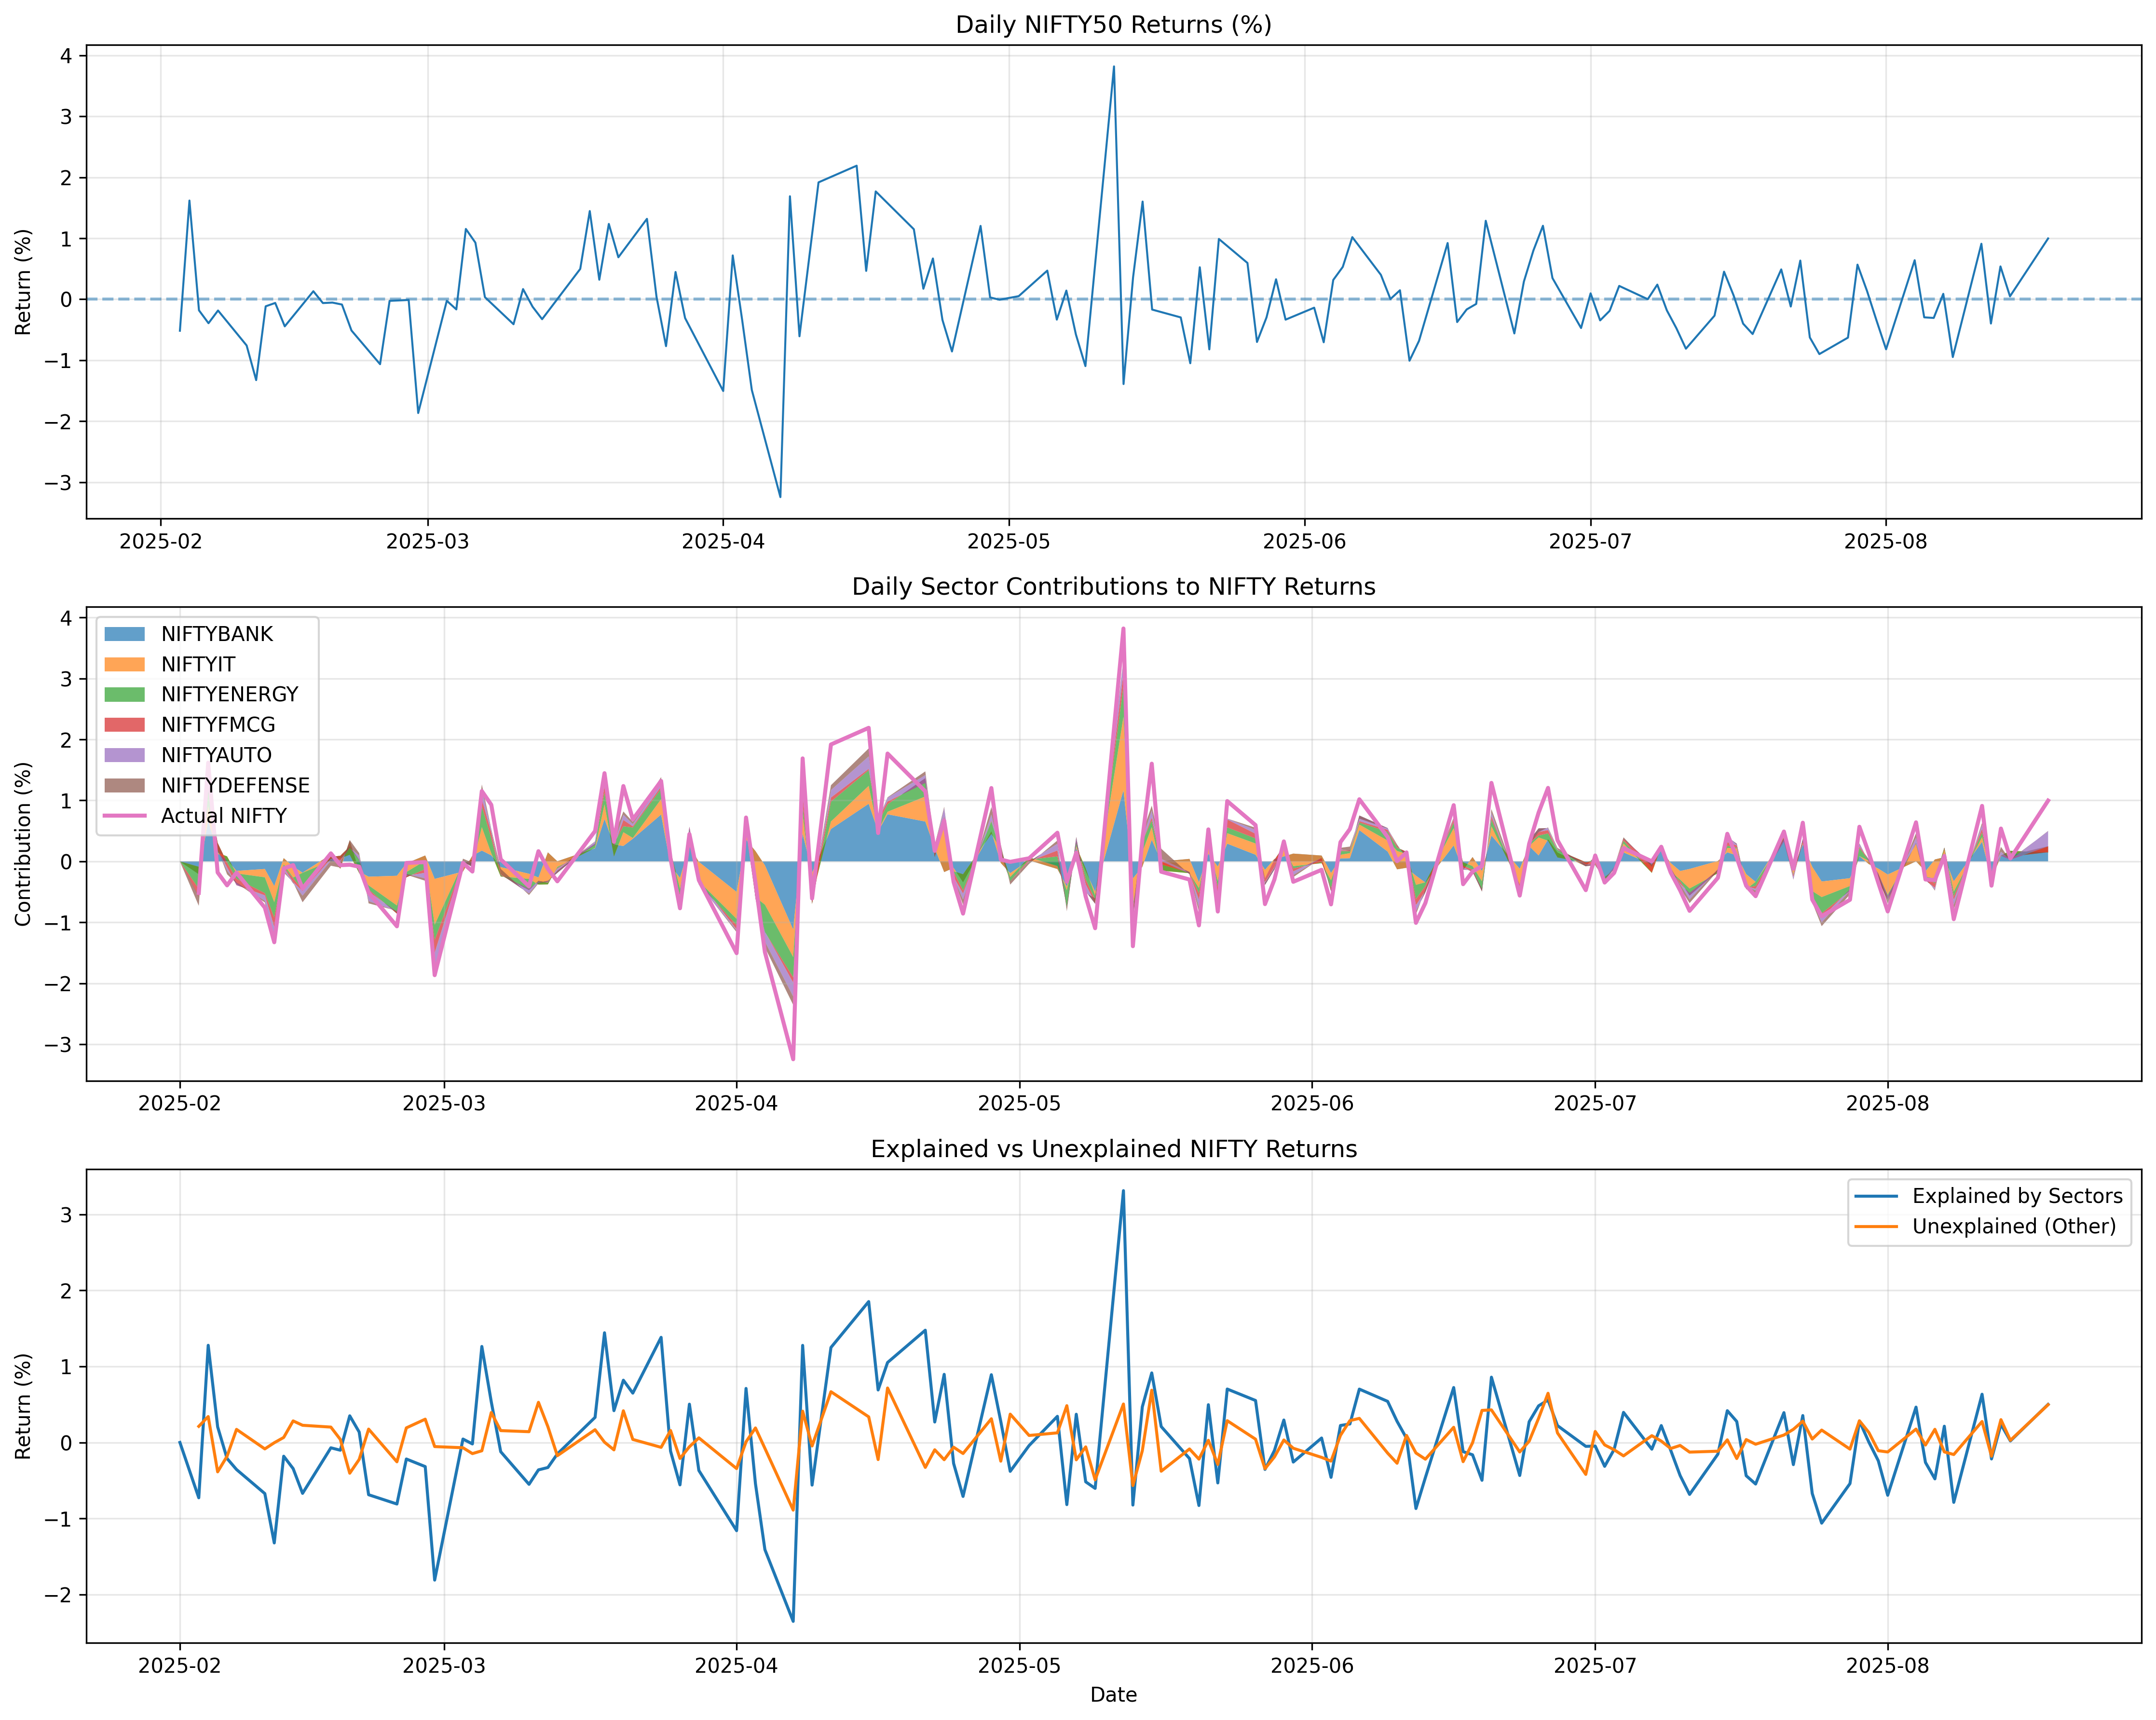 Daily NIFTY50 Returns (%)
4
3
2
1
0
−1
−2
−3
Return (%)
2025-02 2025-03 2025-04 2025-05 2025-06 2025-07 2025-08
Daily Sector Contributions to NIFTY Returns
4
3
2
1
0
−1
−2
−3
Contribution (%)
NIFTYBANK
NIFTYIT
NIFTYENERGY
NIFTYFMCG
NIFTYAUTO
NIFTYDEFENSE
Actual NIFTY
2025-02 2025-03 2025-04 2025-05 2025-06 2025-07 2025-08
Explained vs Unexplained NIFTY Returns
3
2
1
0
−1
−2
Return (%)
Explained by Sectors
Unexplained (Other)
2025-02 2025-03 2025-04 2025-05 2025-06 2025-07 2025-08
Date